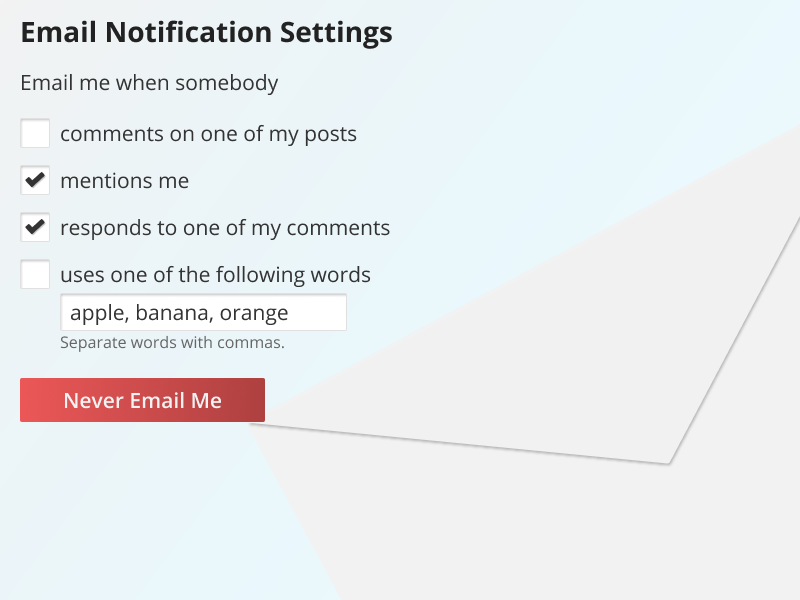 Email Notification Settings
Email me when somebody
comments on one of my posts
mentions me
responds to one of my comments
uses one of the following words
apple, banana, orange
Separate words with commas.
Never Email Me